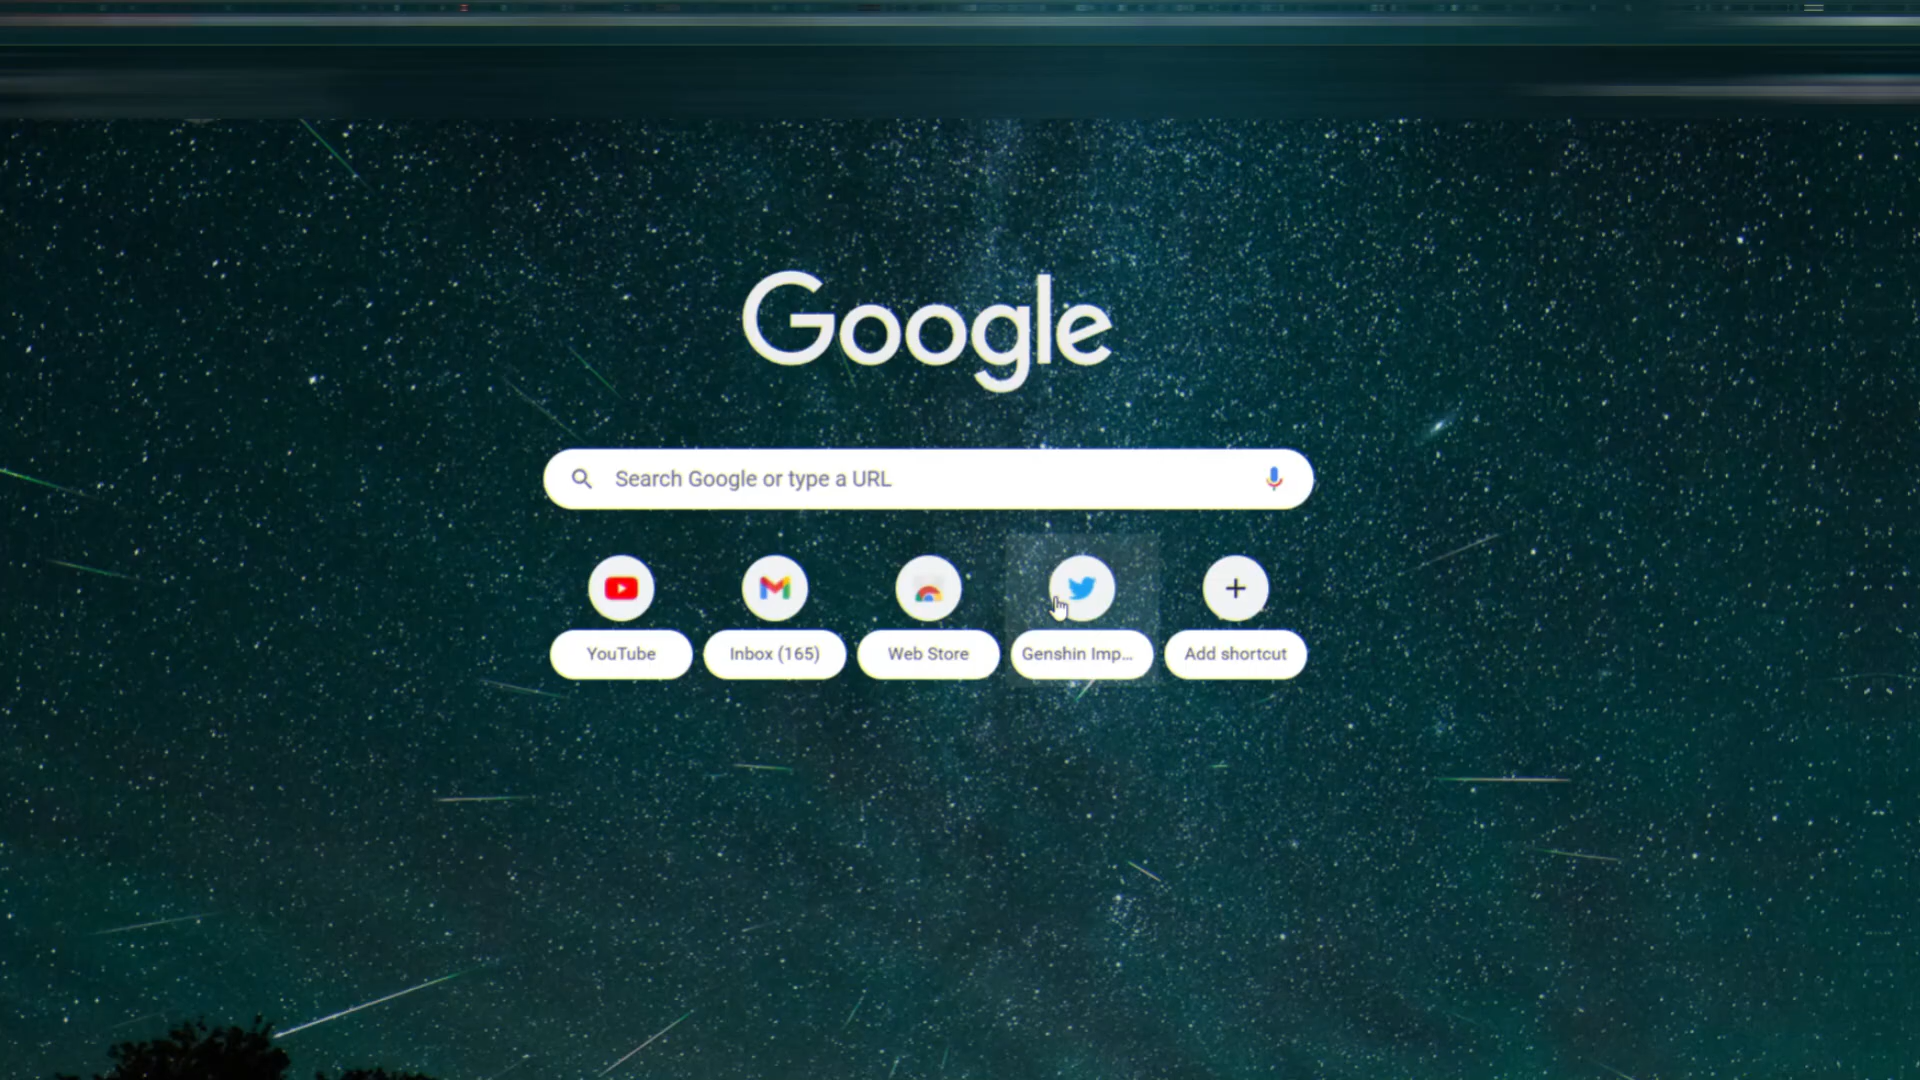 Google
Search Google or type a URL
YouTube
Inbox (165)
Web Store
Genshin Imp...
Add shortcut